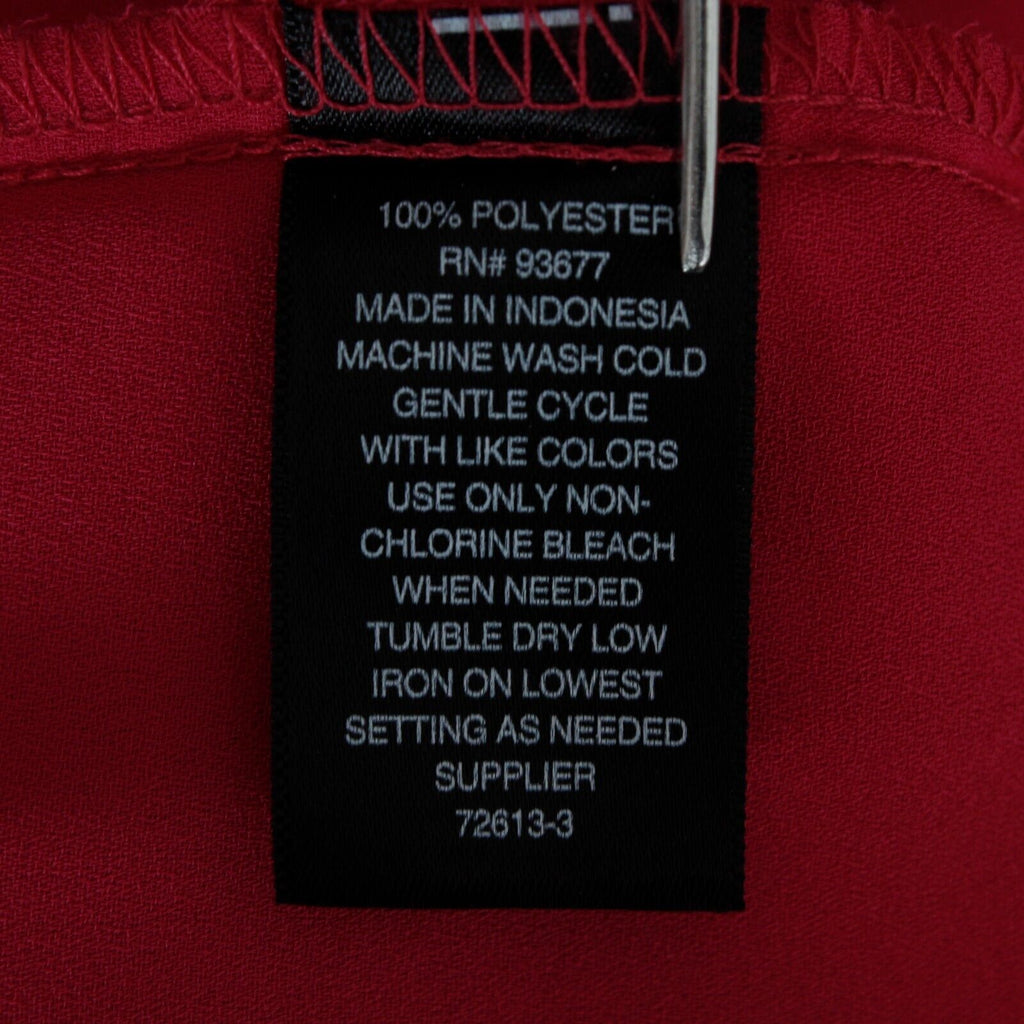 100% POLYESTER
RN# 93677
MADE IN INDONESIA
MACHINE WASH COLD
GENTLE CYCLE
WITH LIKE COLORS
USE ONLY NON-
CHLORINE BLEACH
WHEN NEEDED
TUMBLE DRY LOW
IRON ON LOWEST
SETTING AS NEEDED
SUPPLIER
72613-3